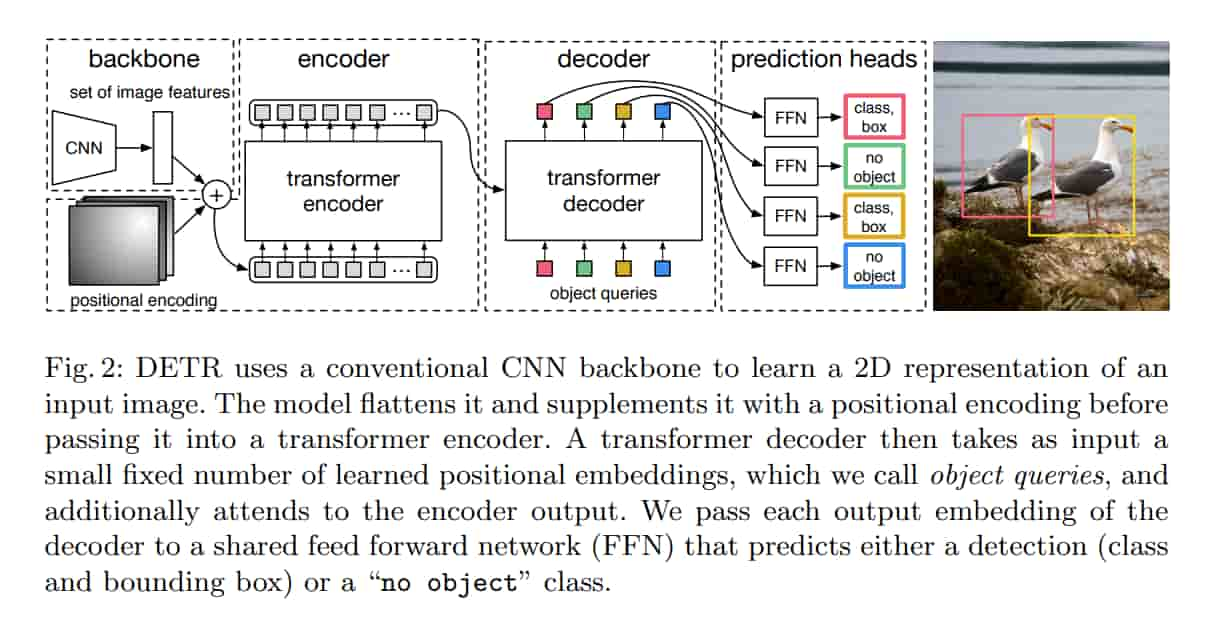 backbone
set of image features
CNN
+
positional encoding
encoder
...
transformer
encoder
...
decoder
transformer
decoder
object queries
prediction heads
FFN
class,
box
FFN
no
object
FFN
class,
box
FFN
no
object
Fig. 2: DETR uses a conventional CNN backbone to learn a 2D representation of an
input image. The model flattens it and supplements it with a positional encoding before
passing it into a transformer encoder. A transformer decoder then takes as input a
small fixed number of learned positional embeddings, which we call object queries, and
additionally attends to the encoder output. We pass each output embedding of the
decoder to a shared feed forward network (FFN) that predicts either a detection (class
and bounding box) or a “no object” class.